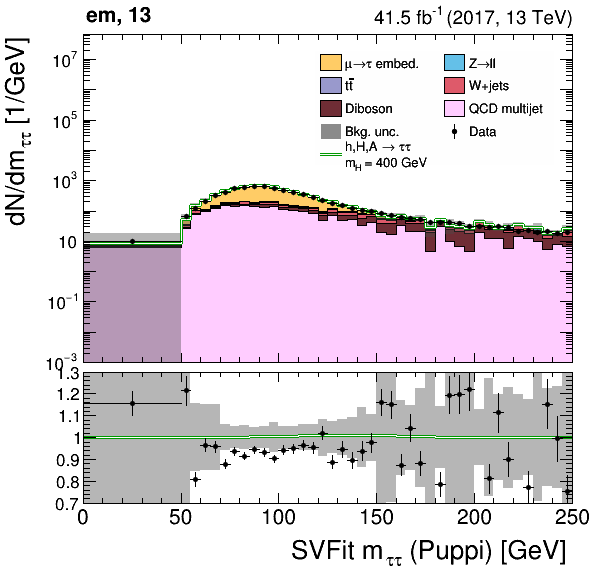 em, 13
41.5 fb⁻¹ (2017, 13 TeV)
dN/dm_ττ [1/GeV]
10⁷
10⁵
10³
10
10⁻¹
10⁻³
μ→τ embed.
Z→ll
tt̄
W+jets
Diboson
QCD multijet
Bkg. unc.
Data
h,H,A → ττ
m_H = 400 GeV
1.3
1.2
1.1
1
0.9
0.8
0.7
0 50 100 150 200 250
SVFit m_ττ (Puppi) [GeV]